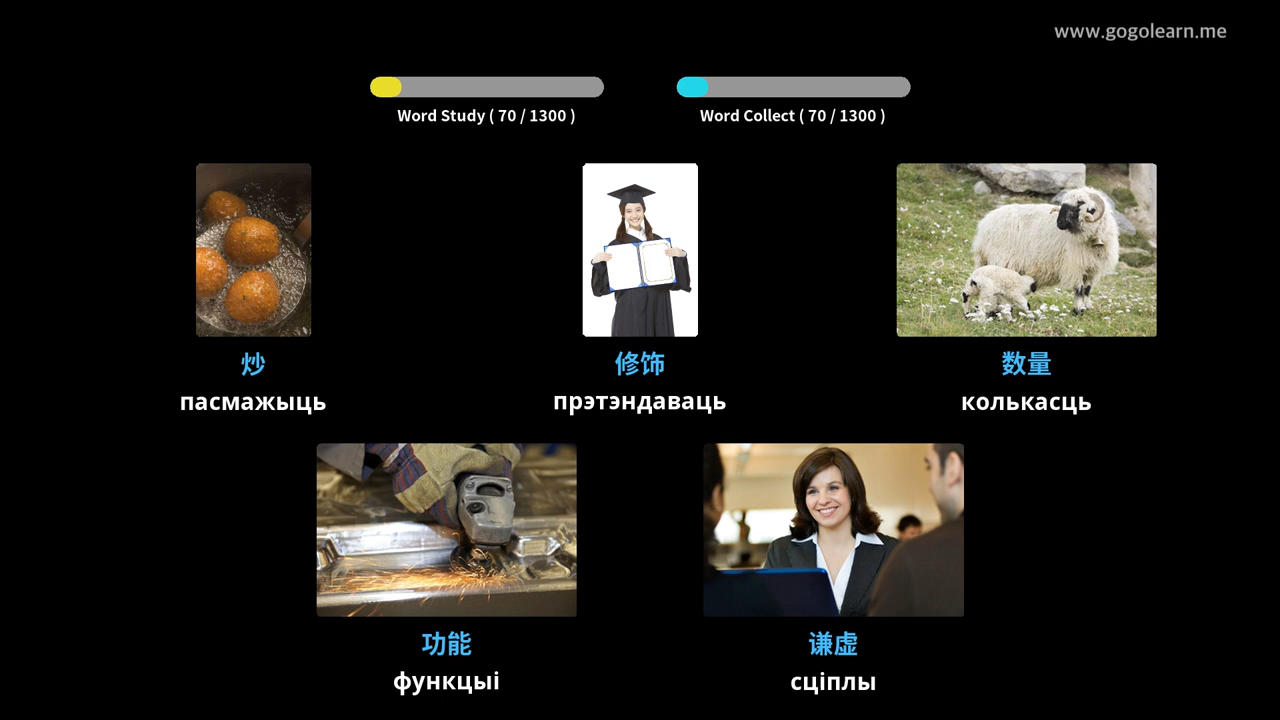 www.gogolearn.me
Word Study ( 70 / 1300 )
Word Collect ( 70 / 1300 )
炒
修饰
数量
пасмажыць
прэтэндаваць
колькасць
功能
谦虚
функцыі
сціплы